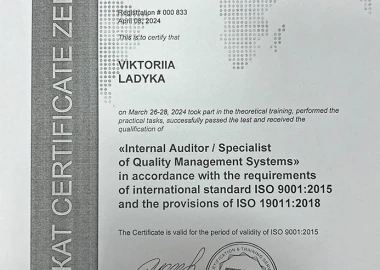 Registration # 000 833
April 08, 2024
This is to certify that
VIKTORIIA
LADYKA
on March 26-28, 2024 took part in the theoretical training, performed the
practical tasks, successfully passed the test and received the
qualification of
«Internal Auditor / Specialist
of Quality Management Systems»
in accordance with the requirements
of international standard ISO 9001:2015
and the provisions of ISO 19011:2018
The Certificate is valid for the period of validity of ISO 9001:2015
KAT CERTIFICATE ZE